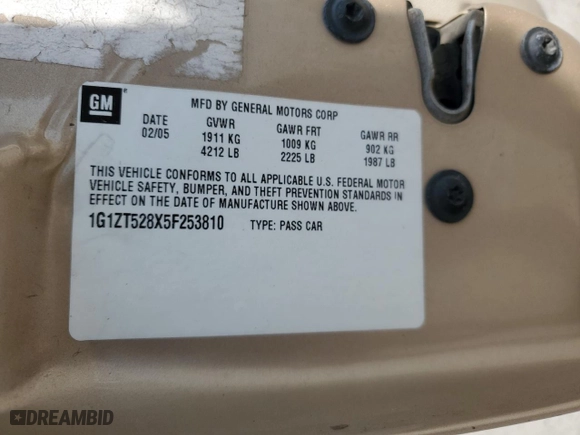 GM
MFD BY GENERAL MOTORS CORP
DATE GVWR GAWR FRT GAWR RR
02/05 1911 KG 1009 KG 902 KG
4212 LB 2225 LB 1987 LB
THIS VEHICLE CONFORMS TO ALL APPLICABLE U.S. FEDERAL MOTOR
VEHICLE SAFETY, BUMPER, AND THEFT PREVENTION STANDARDS IN
EFFECT ON THE DATE OF MANUFACTURE SHOWN ABOVE.
1G1ZT528X5F253810 TYPE: PASS CAR
DREAMBID